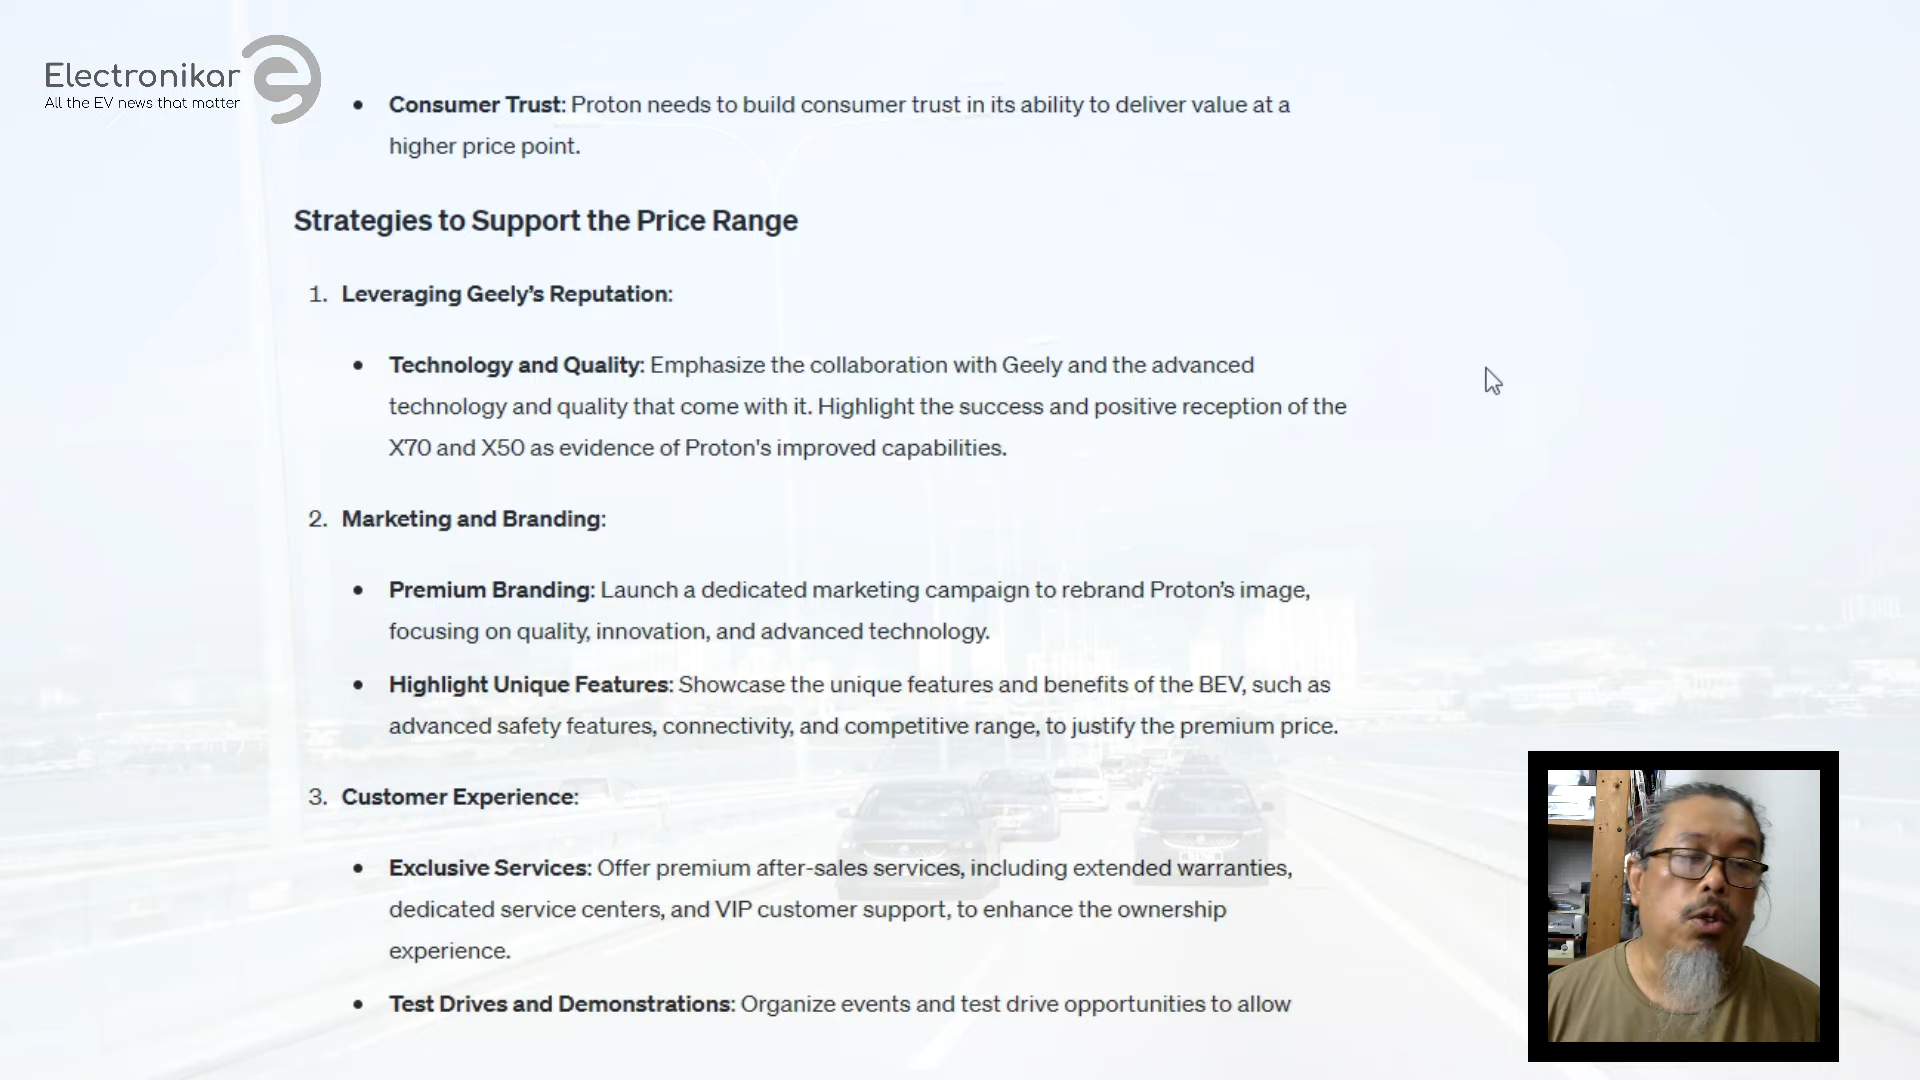 Electronikar
All the EV news that matter
• Consumer Trust: Proton needs to build consumer trust in its ability to deliver value at a
higher price point.
Strategies to Support the Price Range
1. Leveraging Geely’s Reputation:
• Technology and Quality: Emphasize the collaboration with Geely and the advanced
technology and quality that come with it. Highlight the success and positive reception of the
X70 and X50 as evidence of Proton's improved capabilities.
2. Marketing and Branding:
• Premium Branding: Launch a dedicated marketing campaign to rebrand Proton’s image,
focusing on quality, innovation, and advanced technology.
• Highlight Unique Features: Showcase the unique features and benefits of the BEV, such as
advanced safety features, connectivity, and competitive range, to justify the premium price.
3. Customer Experience:
• Exclusive Services: Offer premium after-sales services, including extended warranties,
dedicated service centers, and VIP customer support, to enhance the ownership
experience.
• Test Drives and Demonstrations: Organize events and test drive opportunities to allow